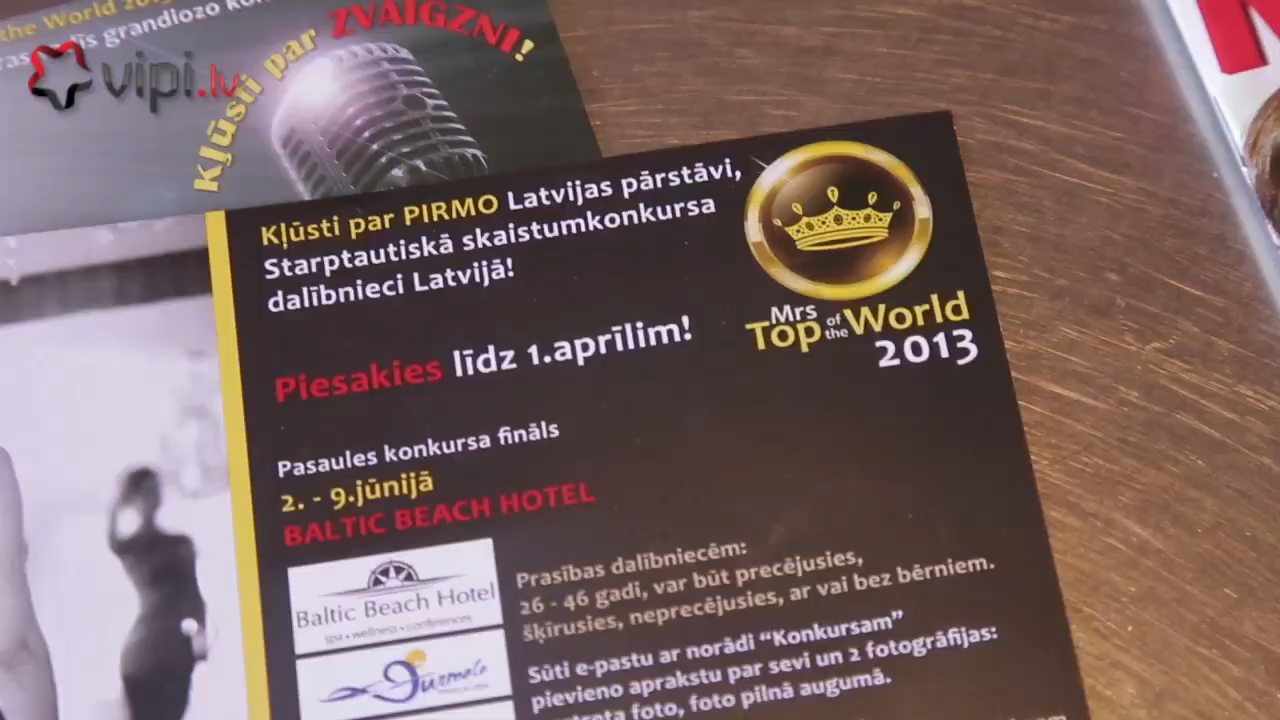 the World
grandlozo
vipi.lv
Kļūsti par ZVAIGZNI!
Kļūsti par PIRMO Latvijas pārstāvi,
Starptautiskā skaistumkonkursa
dalībnieci Latvijā!
Piesakies līdz 1.aprīlim!
Mrs
Top of the World
2013
Pasaules konkursa fināls
2. - 9.jūnijā
BALTIC BEACH HOTEL
Baltic Beach Hotel
spa • wellness • conferences
Jurmala
Prasības dalībniecēm:
26 - 46 gadi, var būt precējusies,
šķīrusies, neprecējusies, ar vai bez bērniem.
Sūti e-pastu ar norādi “Konkursam”
pievieno aprakstu par sevi un 2 fotogrāfijas:
foto, foto pilnā augumā.